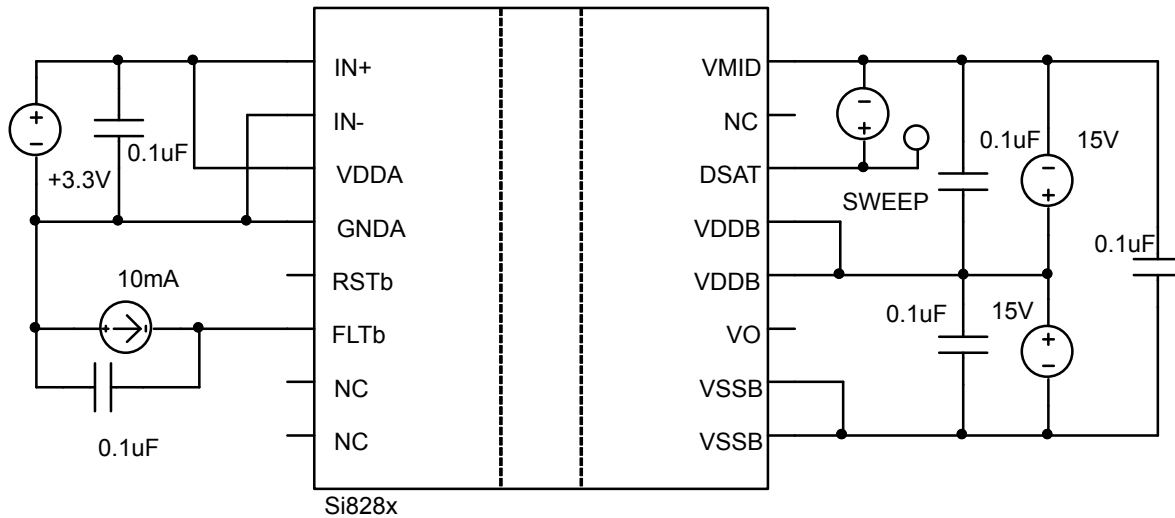 IN+
IN-
VDDA
GNDA
RSTb
FLTb
NC
NC
VMID
NC
DSAT
VDDB
VDDB
VO
VSSB
VSSB
+
-
+3.3V
0.1uF
10mA
+
-
0.1uF
-
+
SWEEP
0.1uF
15V
-
+
0.1uF
0.1uF
15V
+
-
Si828x